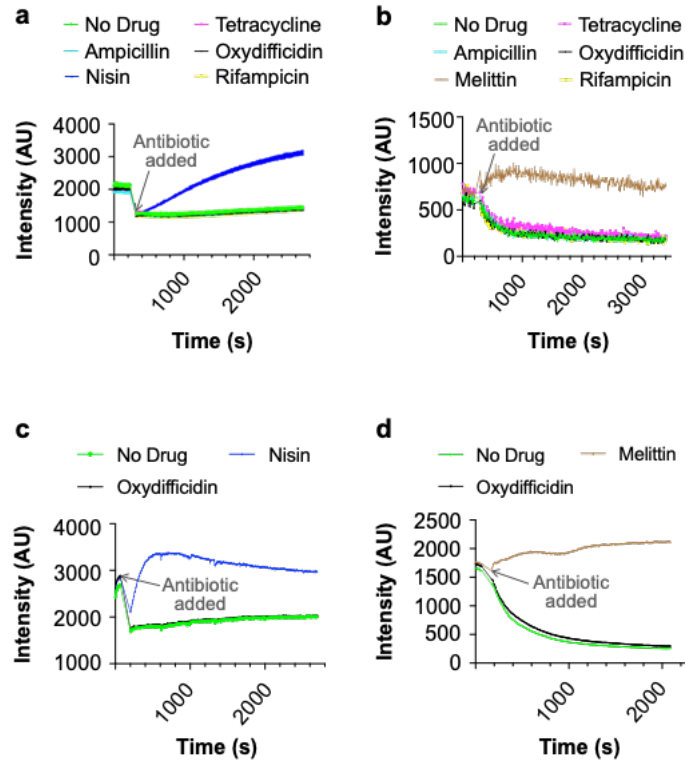 a
No Drug Tetracycline
Ampicillin Oxydifficidin
Nisin Rifampicin
Intensity (AU)
4000
3000
2000
1000
0
Antibiotic
added
1000
2000
Time (s)
b
No Drug Tetracycline
Ampicillin Oxydifficidin
Melittin Rifampicin
Intensity (AU)
1500
1000
500
0
Antibiotic
added
1000
2000
3000
Time (s)
c
No Drug Nisin
Oxydifficidin
Intensity (AU)
4000
3000
2000
1000
Antibiotic
added
1000
2000
Time (s)
d
No Drug Melittin
Oxydifficidin
Intensity (AU)
2500
2000
1500
1000
500
0
Antibiotic
added
1000
2000
Time (s)